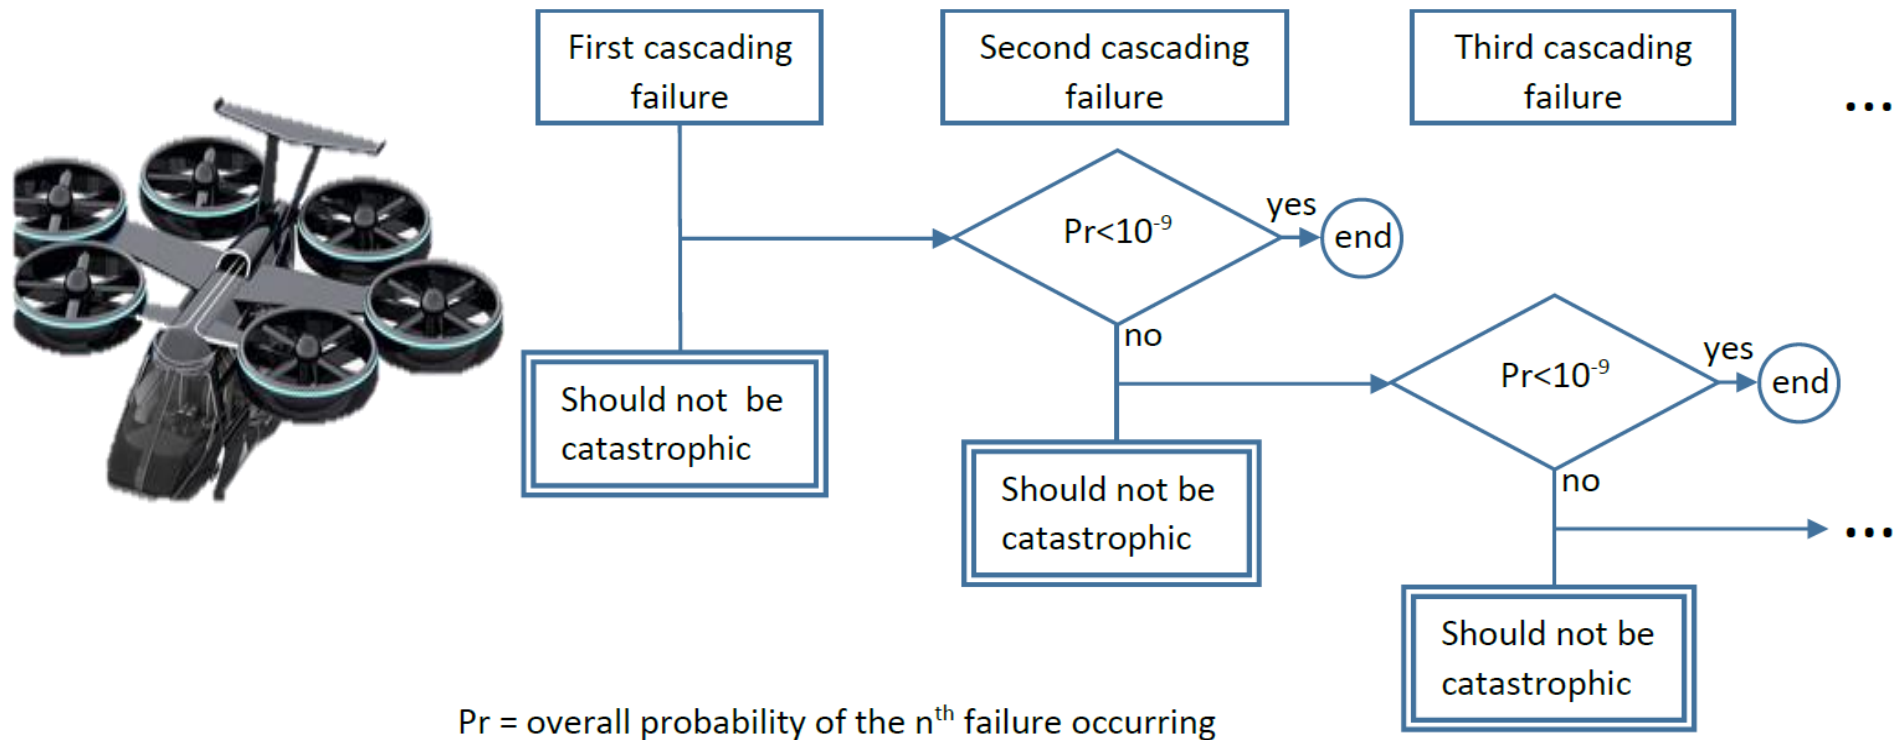 First cascading
failure
Second cascading
failure
Third cascading
failure
...
Pr<10⁻⁹
yes
end
no
Pr<10⁻⁹
yes
end
no
Should not  be
catastrophic
Should not be
catastrophic
...
Should not be
catastrophic
Pr = overall probability of the nᵗʰ failure occurring